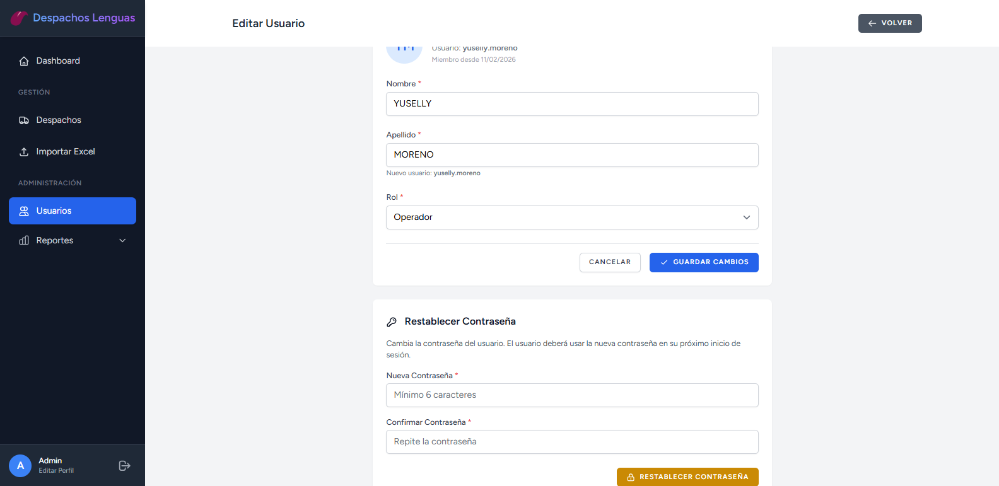 Despachos Lenguas
Dashboard
GESTIÓN
Despachos
Importar Excel
ADMINISTRACIÓN
Usuarios
Reportes
Admin
Editar Perfil
Editar Usuario
VOLVER
Usuario: yuselly.moreno
Miembro desde 11/02/2026
Nombre *
YUSELLY
Apellido *
MORENO
Nuevo usuario: yuselly.moreno
Rol *
Operador
CANCELAR
GUARDAR CAMBIOS
Restablecer Contraseña
Cambia la contraseña del usuario. El usuario deberá usar la nueva contraseña en su próximo inicio de
sesión.
Nueva Contraseña *
Mínimo 6 caracteres
Confirmar Contraseña *
Repite la contraseña
RESTABLECER CONTRASEÑA
A